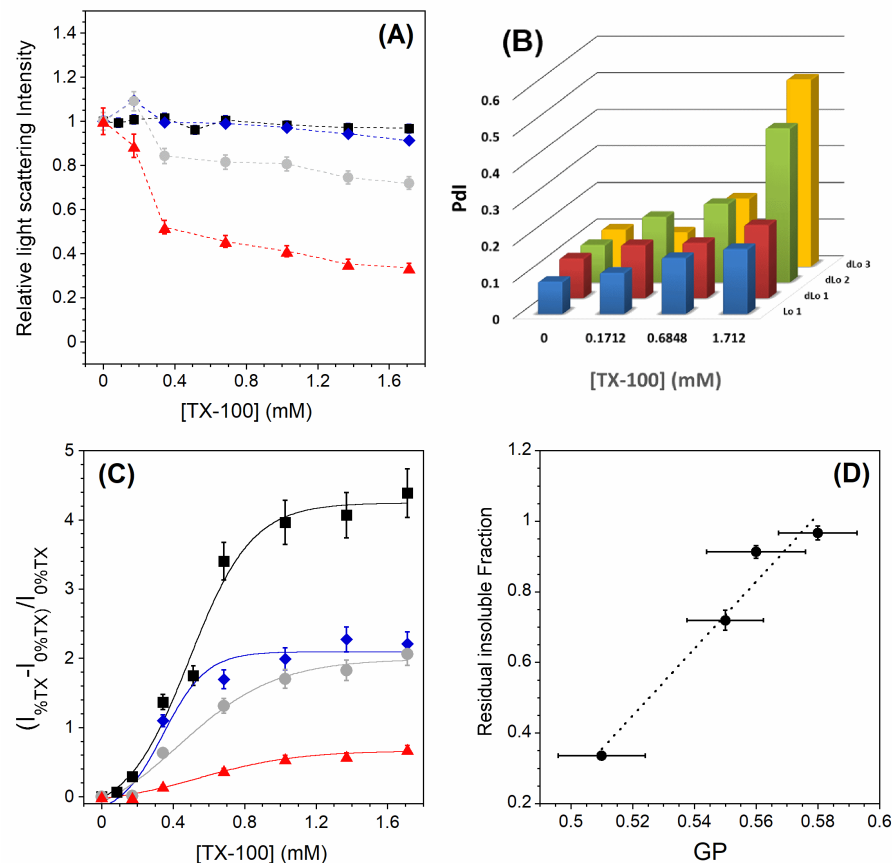 (A)
Relative light scattering Intensity
1.4
1.2
1
0.8
0.6
0.4
0.2
0
0 0.4 0.8 1.2 1.6
[TX-100] (mM)
(B)
PdI
0.6
0.5
0.4
0.3
0.2
0.1
0
0 0.1712 0.6848 1.712
dLo 3
dLo 2
dLo 1
Lo 1
[TX-100] (mM)
(C)
(I%TX-I0%TX)/I0%TX
5
4
3
2
1
0
0 0.4 0.8 1.2 1.6
[TX-100] (mM)
(D)
Residual insoluble Fraction
1.2
1
0.8
0.6
0.4
0.2
0.5 0.52 0.54 0.56 0.58 0.6
GP